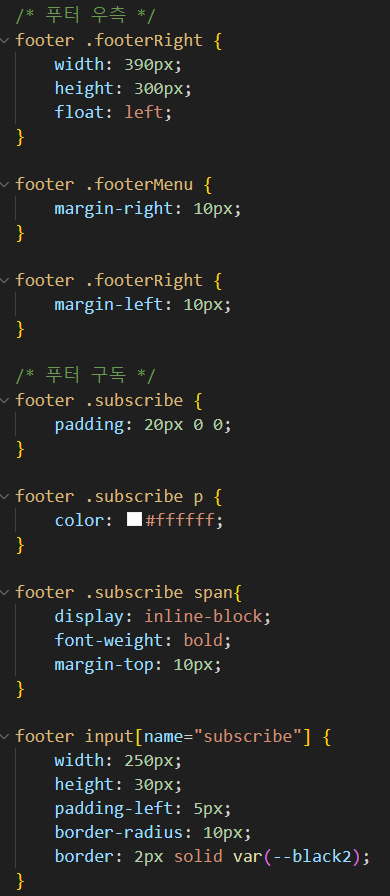 /* 푸터 우측 */
footer .footerRight {
    width: 390px;
    height: 300px;
    float: left;
}

footer .footerMenu {
    margin-right: 10px;
}

footer .footerRight {
    margin-left: 10px;
}

/* 푸터 구독 */
footer .subscribe {
    padding: 20px 0 0;
}

footer .subscribe p {
    color: #ffffff;
}

footer .subscribe span{
    display: inline-block;
    font-weight: bold;
    margin-top: 10px;
}

footer input[name="subscribe"] {
    width: 250px;
    height: 30px;
    padding-left: 5px;
    border-radius: 10px;
    border: 2px solid var(--black2);
}